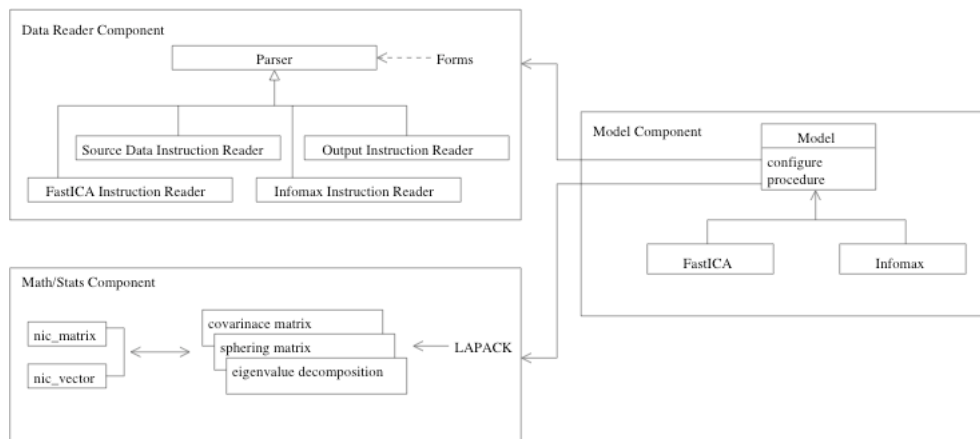 Data Reader Component
Parser
Forms
Source Data Instruction Reader
Output Instruction Reader
FastICA Instruction Reader
Infomax Instruction Reader
Model Component
Model
configure
procedure
FastICA
Infomax
Math/Stats Component
nic_matrix
nic_vector
covarinace matrix
sphering matrix
eigenvalue decomposition
LAPACK